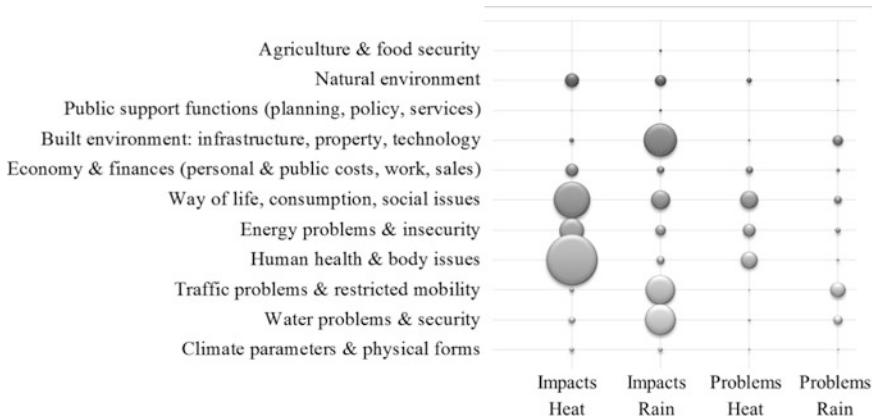 Agriculture & food security
Natural environment
Public support functions (planning, policy, services)
Built environment: infrastructure, property, technology
Economy & finances (personal & public costs, work, sales)
Way of life, consumption, social issues
Energy problems & insecurity
Human health & body issues
Traffic problems & restricted mobility
Water problems & security
Climate parameters & physical forms
Impacts Impacts Problems Problems
Heat Rain Heat Rain